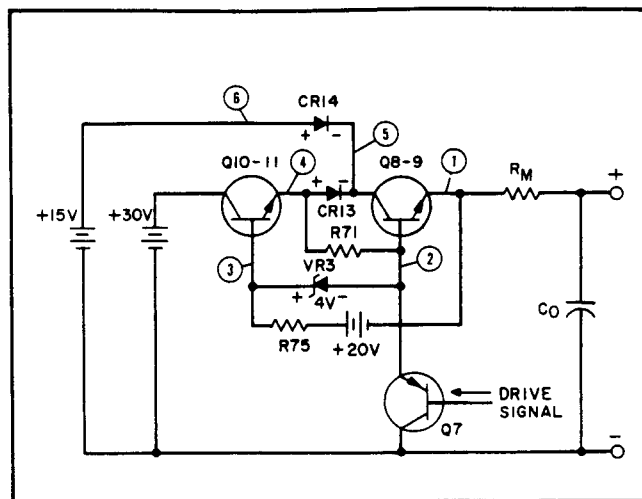 6
CR14
+ -
5
Q10-11
4
Q8-9
1
+ -
CR13
RM
+
+15V
+30V
R71
3
2
VR3
+ 4V -
CO
R75
+20V
DRIVE
SIGNAL
Q7
-